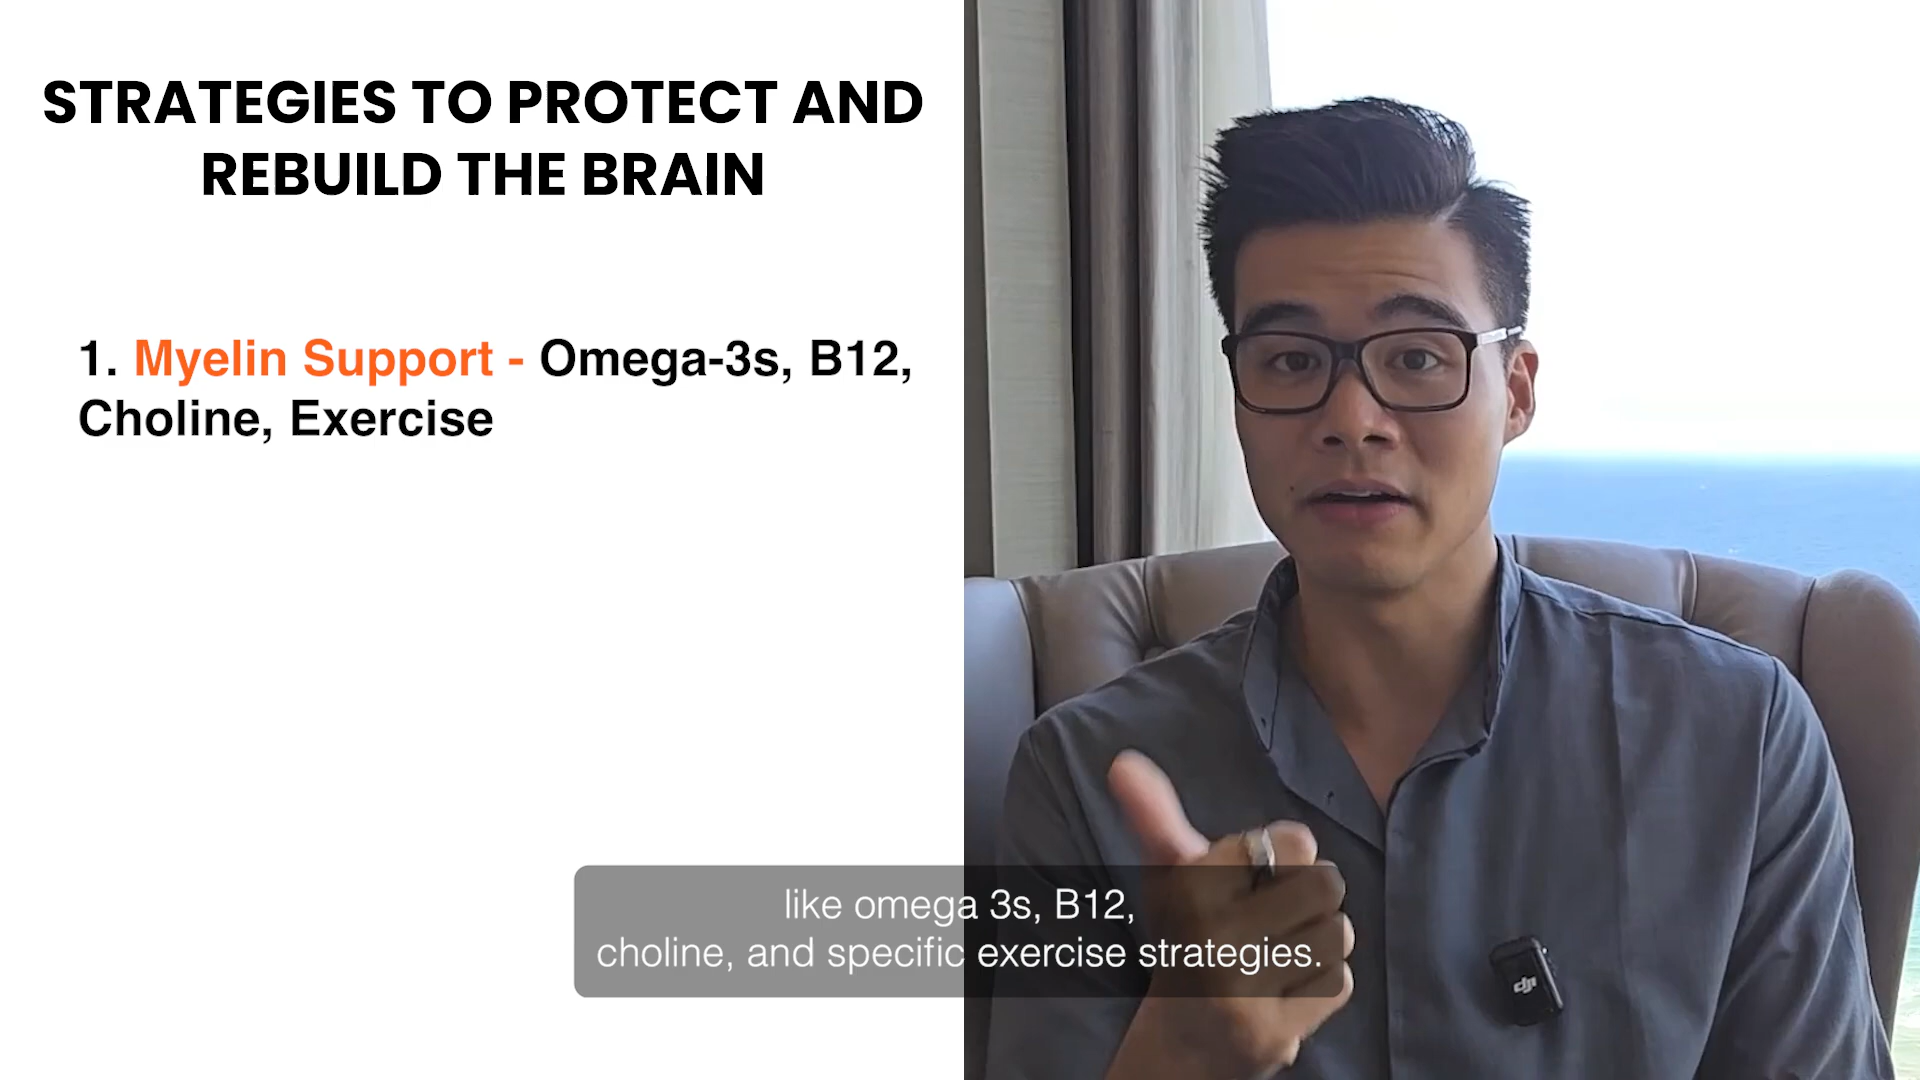 STRATEGIES TO PROTECT AND
REBUILD THE BRAIN
1. Myelin Support - Omega-3s, B12,
Choline, Exercise
like omega 3s, B12,
choline, and specific exercise strategies.
dji